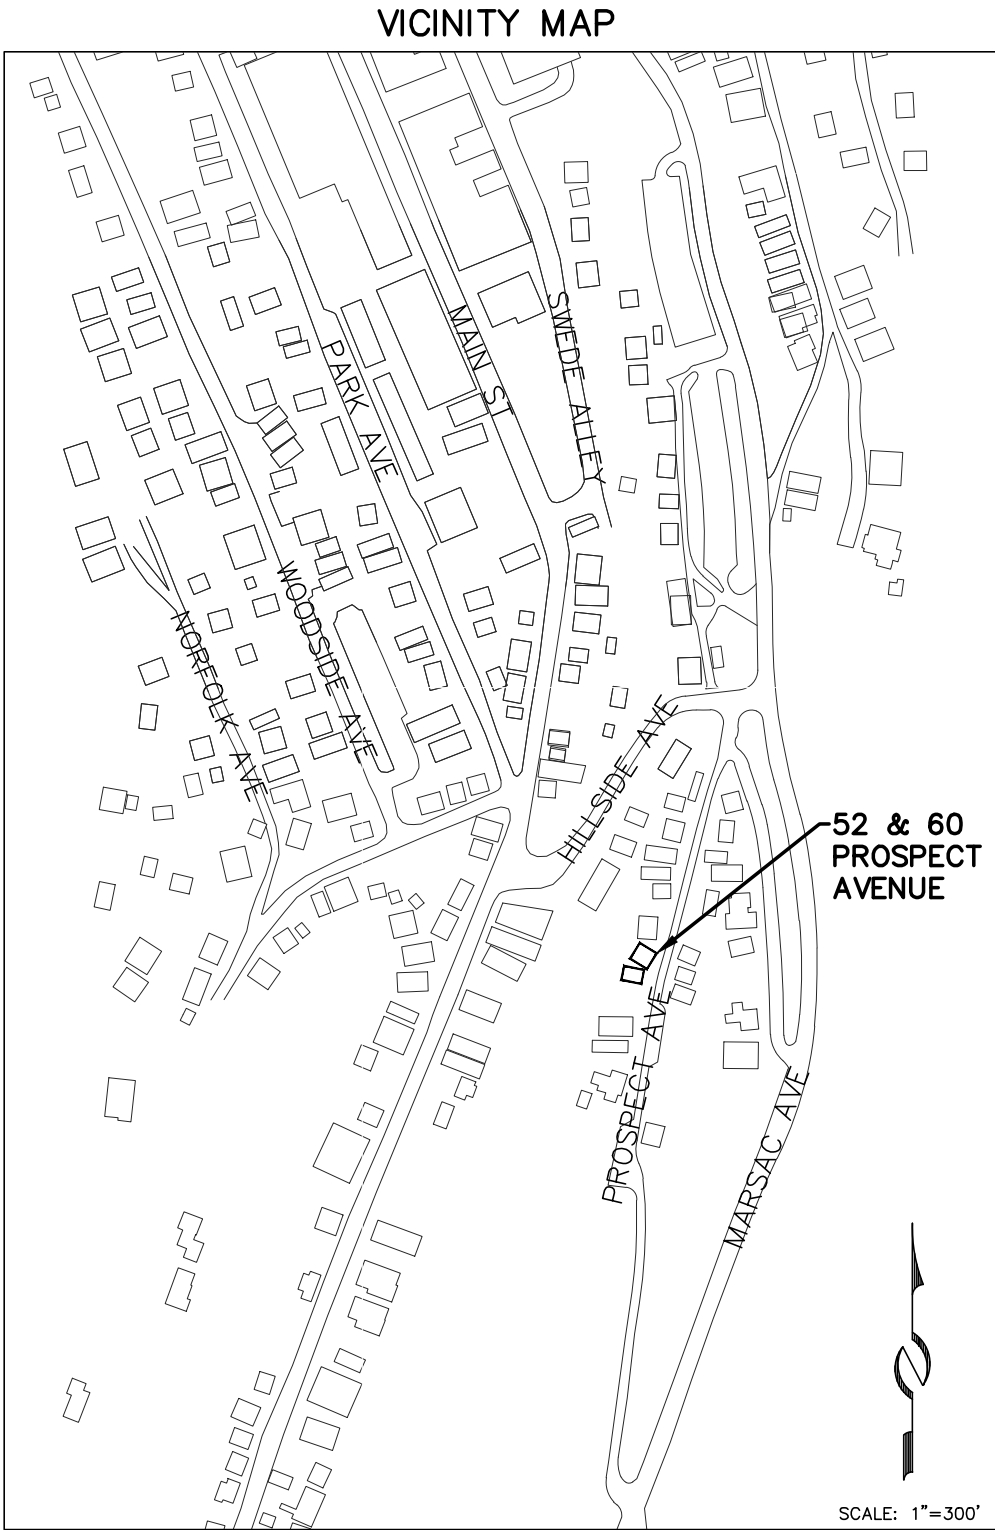 VICINITY MAP
SWEDE ALLEY
MAIN ST
PARK AVE
WOODSIDE AVE
NORFOLK AVE
HILLSIDE AVE
52 & 60
PROSPECT
AVENUE
PROSPECT AVE
MARSAC AVE
SCALE: 1"=300'